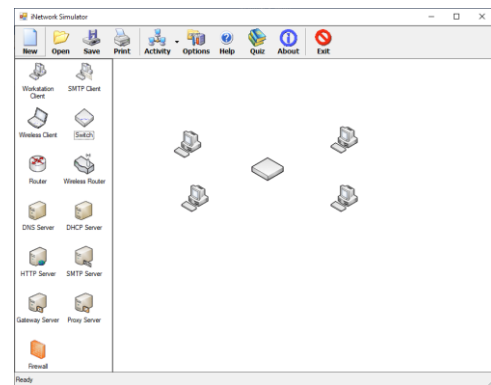 iNetwork Simulator
New Open Save Print Activity Options Help Quiz About Exit
Workstation Client SMTP Client
Wireless Client Switch
Router Wireless Router
DNS Server DHCP Server
HTTP Server SMTP Server
Gateway Server Proxy Server
Firewall
Ready